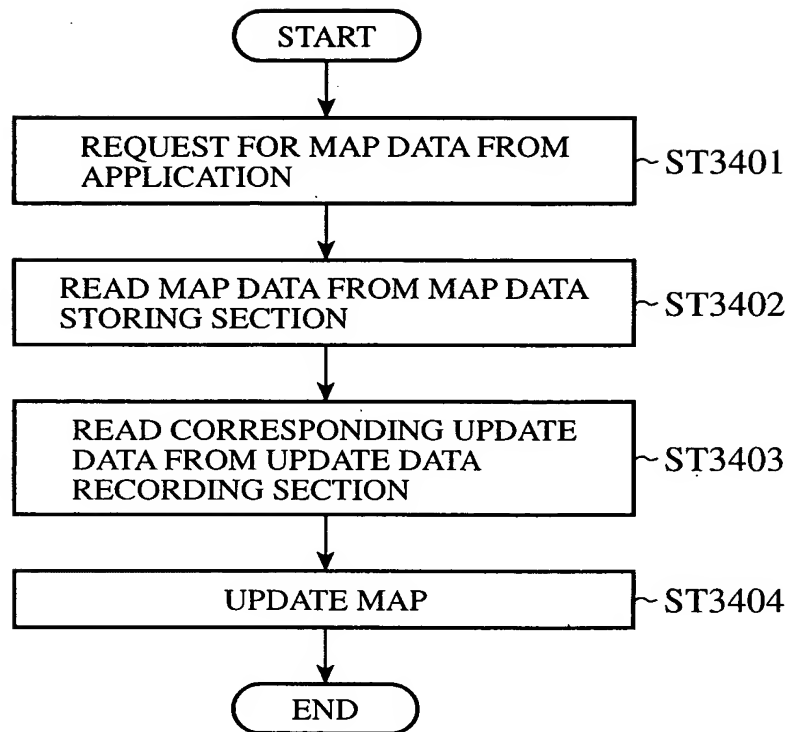 START
REQUEST FOR MAP DATA FROM
APPLICATION
~ST3401
READ MAP DATA FROM MAP DATA
STORING SECTION
~ST3402
READ CORRESPONDING UPDATE
DATA FROM UPDATE DATA
RECORDING SECTION
~ST3403
UPDATE MAP
~ST3404
END